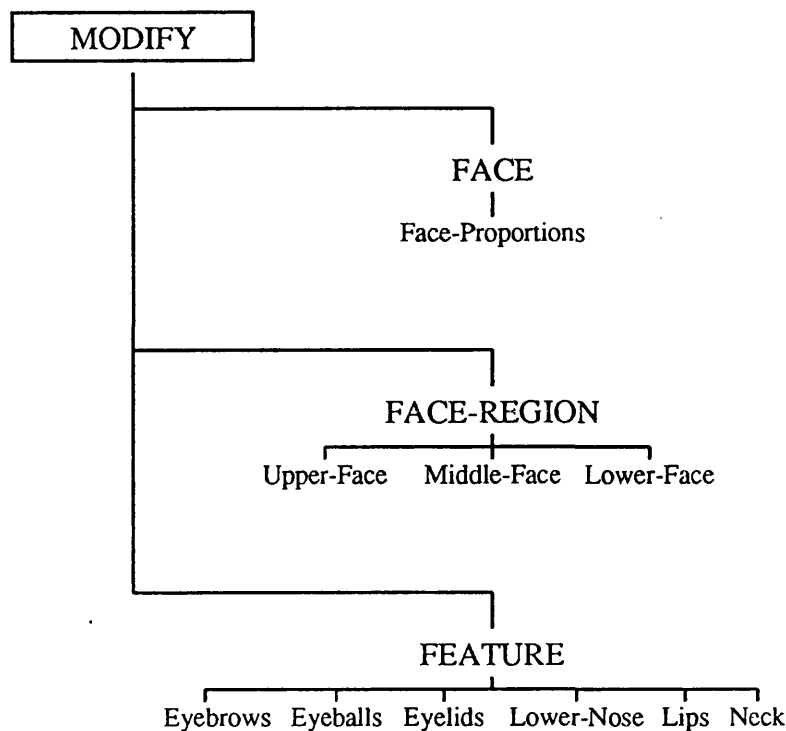 MODIFY
FACE
Face-Proportions
FACE-REGION
Upper-Face Middle-Face Lower-Face
FEATURE
Eyebrows Eyeballs Eyelids Lower-Nose Lips Neck